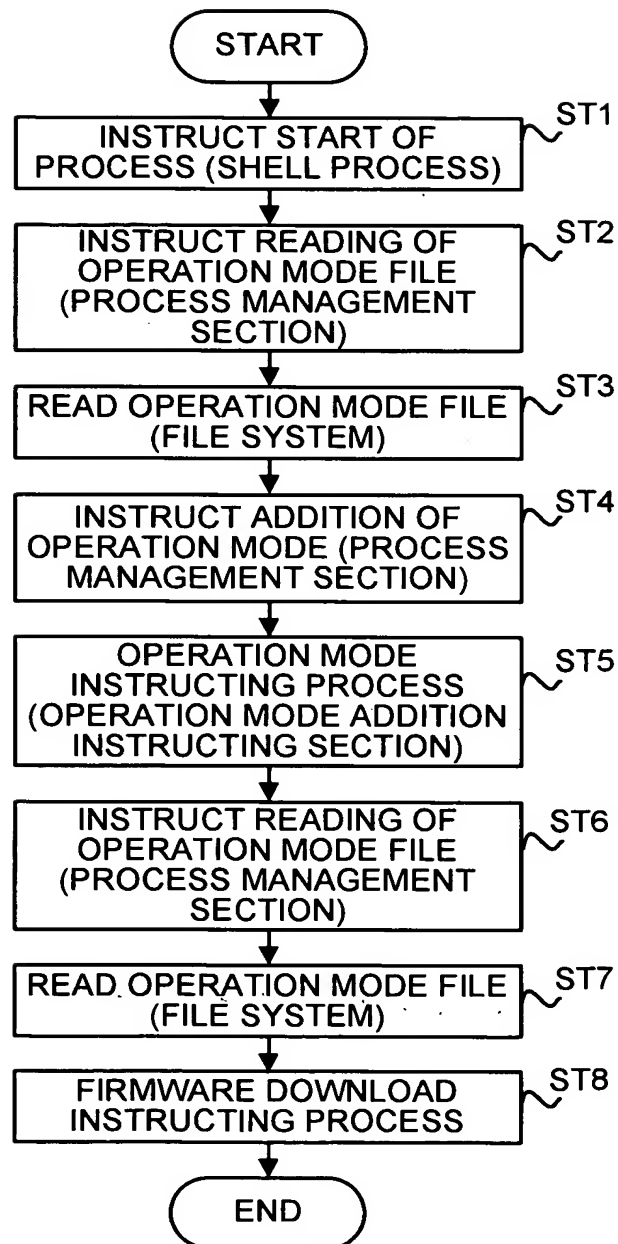 START
ST1
INSTRUCT START OF
PROCESS (SHELL PROCESS)
ST2
INSTRUCT READING OF
OPERATION MODE FILE
(PROCESS MANAGEMENT
SECTION)
ST3
READ OPERATION MODE FILE
(FILE SYSTEM)
ST4
INSTRUCT ADDITION OF
OPERATION MODE (PROCESS
MANAGEMENT SECTION)
ST5
OPERATION MODE
INSTRUCTING PROCESS
(OPERATION MODE ADDITION
INSTRUCTING SECTION)
ST6
INSTRUCT READING OF
OPERATION MODE FILE
(PROCESS MANAGEMENT
SECTION)
ST7
READ OPERATION MODE FILE
(FILE SYSTEM)
ST8
FIRMWARE DOWNLOAD
INSTRUCTING PROCESS
END